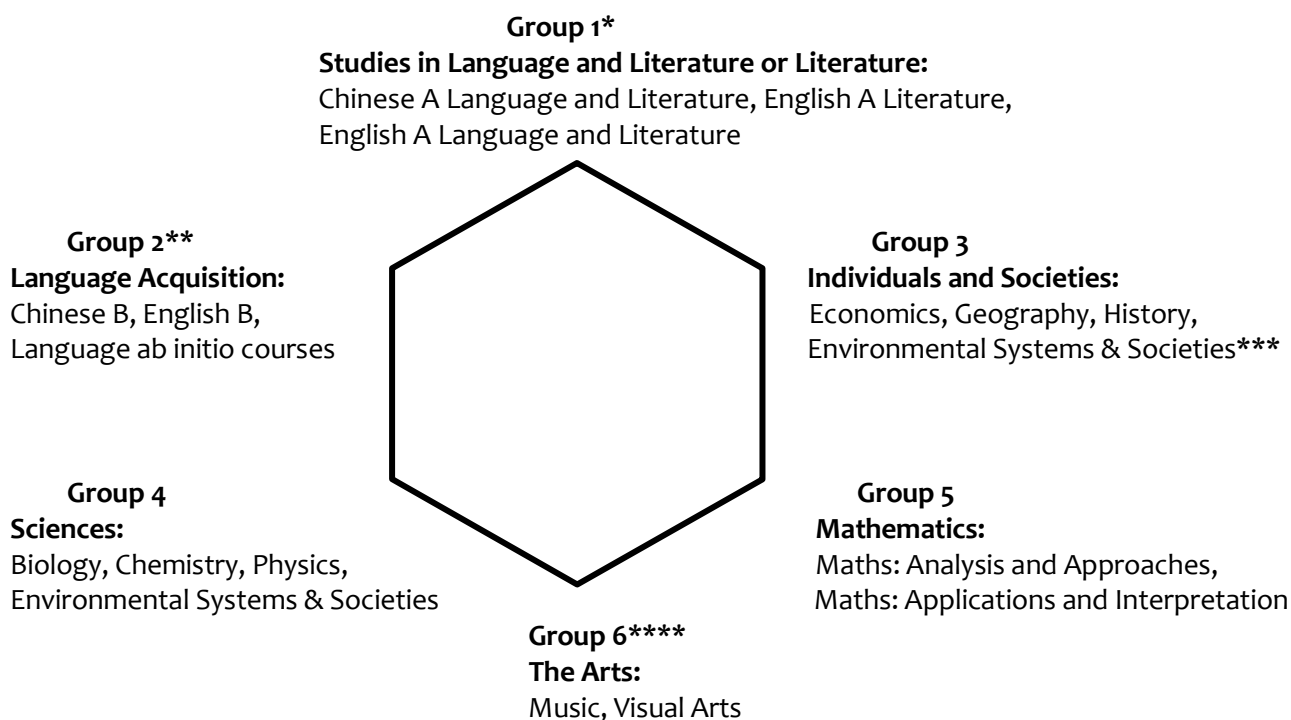 Group 1*
Studies in Language and Literature or Literature:
Chinese A Language and Literature, English A Literature,
English A Language and Literature
Group 2**
Language Acquisition:
Chinese B, English B,
Language ab initio courses
Group 3
Individuals and Societies:
Economics, Geography, History,
Environmental Systems & Societies***
Group 4
Sciences:
Biology, Chemistry, Physics,
Environmental Systems & Societies
Group 5
Mathematics:
Maths: Analysis and Approaches,
Maths: Applications and Interpretation
Group 6****
The Arts:
Music, Visual Arts